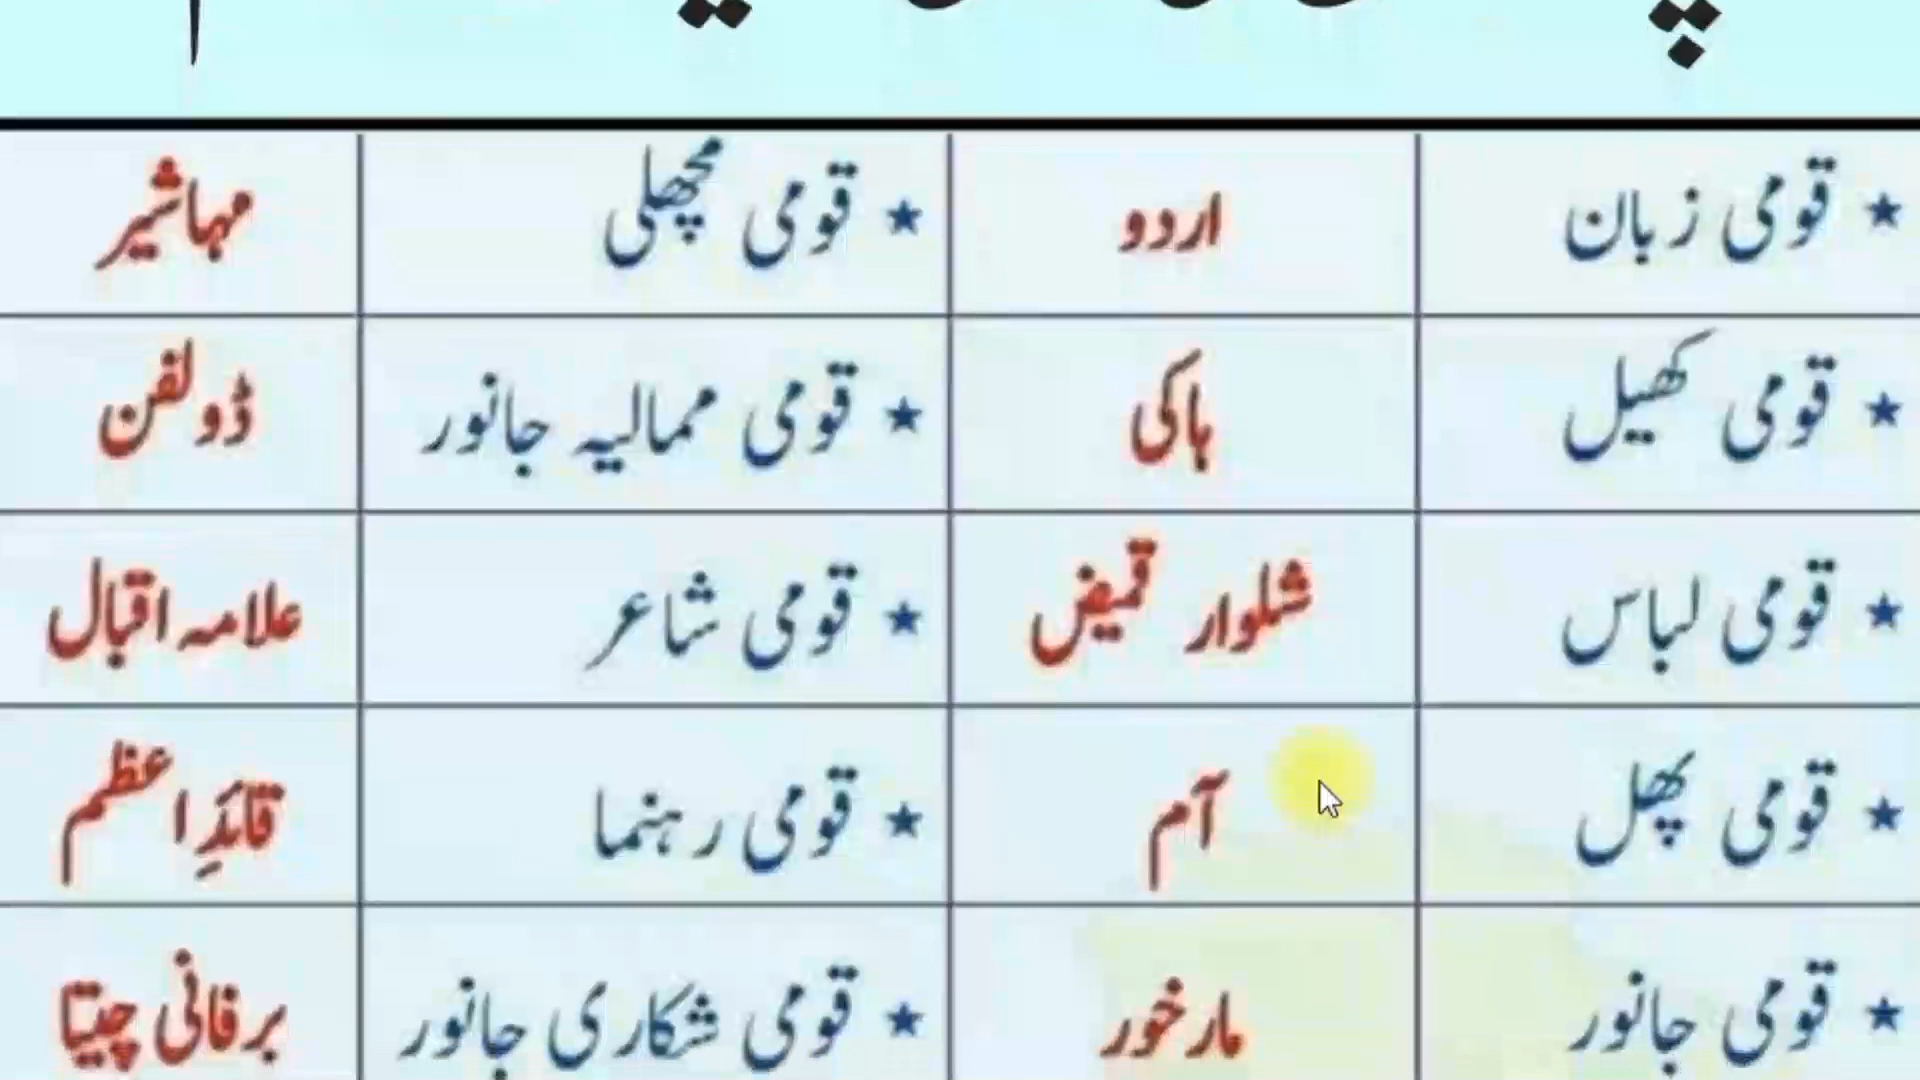 ★ قومی زبان اردو ★ قومی مچھلی مہاشیر
★ قومی کھیل ہاکی ★ قومی ممالیہ جانور ڈولفن
★ قومی لباس شلوار قمیض ★ قومی شاعر علامہ اقبال
★ قومی پھل آم ★ قومی رہنما قائدِ اعظم
★ قومی جانور مارخور ★ قومی شکاری جانور برفانی چیتا